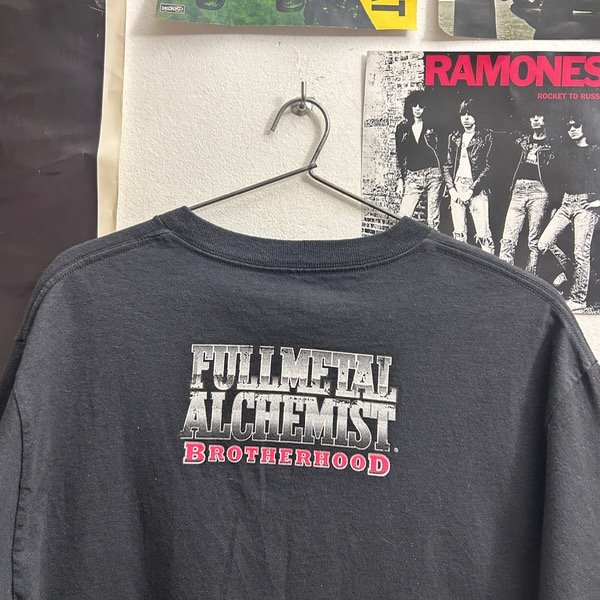 RAMONES
ROCKET TO RUSS
FULLMETAL
ALCHEMIST
BROTHERHOOD